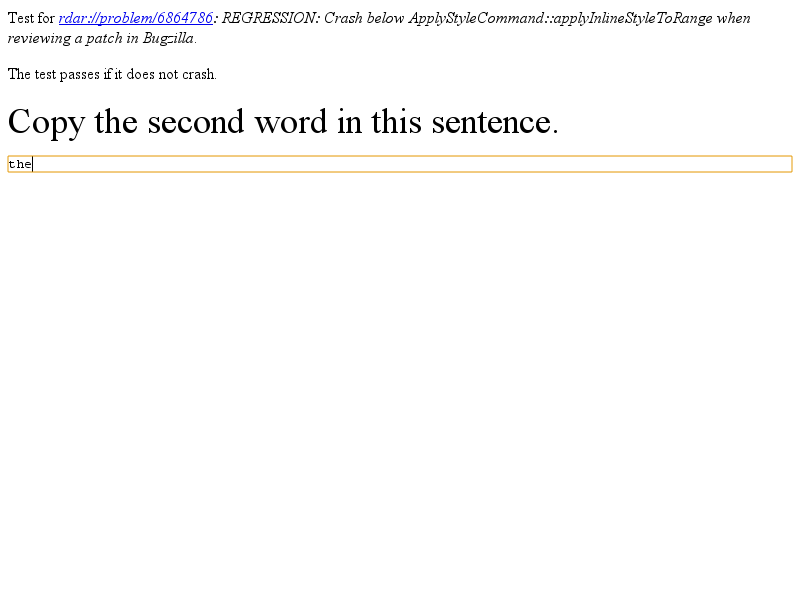 Test for rdar://problem/6864786: REGRESSION: Crash below ApplyStyleCommand::applyInlineStyleToRange when
reviewing a patch in Bugzilla.
The test passes if it does not crash.
Copy the second word in this sentence.
the